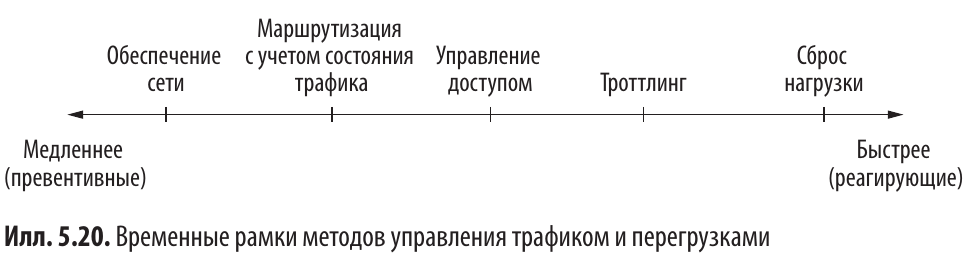 Обеспечение
сети
Маршрутизация
с учетом состояния
трафика
Управление
доступом
Троттлинг
Сброс
нагрузки
Медленнее
(превентивные)
Быстрее
(реагирующие)
Илл. 5.20. Временные рамки методов управления трафиком и перегрузками